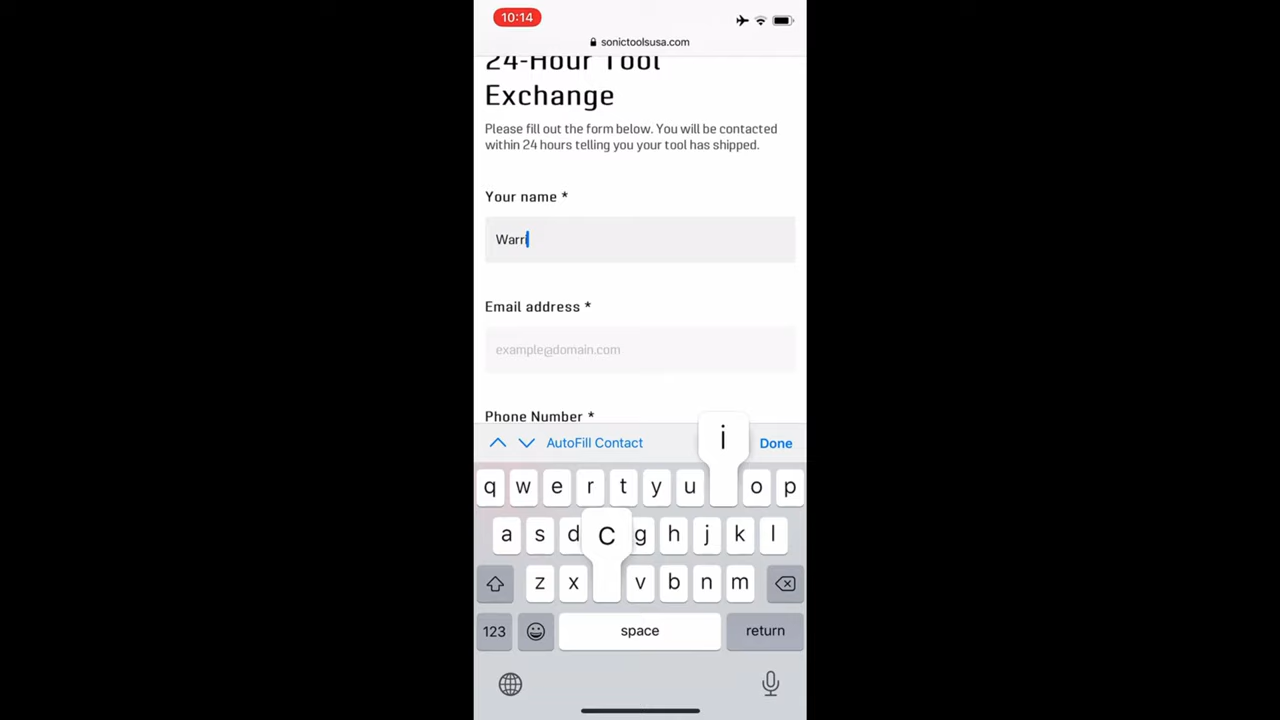 10:14
sonictoolsusa.com
24-Hour Tool
Exchange
Please fill out the form below. You will be contacted
within 24 hours telling you your tool has shipped.
Your name *
Warri
Email address *
example@domain.com
Phone Number *
AutoFill Contact
i
Done
q w e r t y u o p
a s d C g h j k l
z x v b n m
123
space
return